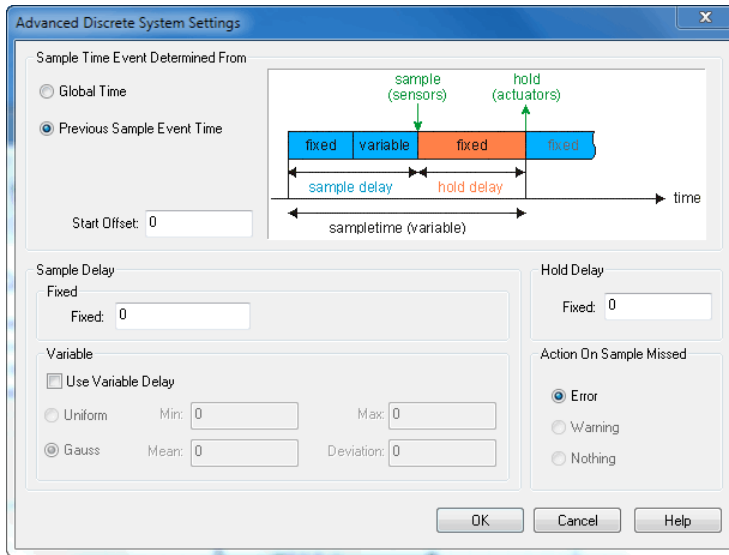 Advanced Discrete System Settings
x
Sample Time Event Determined From
Global Time
Previous Sample Event Time
Start Offset: 0
sample
(sensors)
hold
(actuators)
fixed variable fixed fixed
sample delay hold delay
time
sampletime (variable)
Sample Delay
Fixed
Fixed: 0
Hold Delay
Fixed: 0
Variable
Use Variable Delay
Uniform Min: 0 Max: 0
Gauss Mean: 0 Deviation: 0
Action On Sample Missed
Error
Warning
Nothing
OK Cancel Help